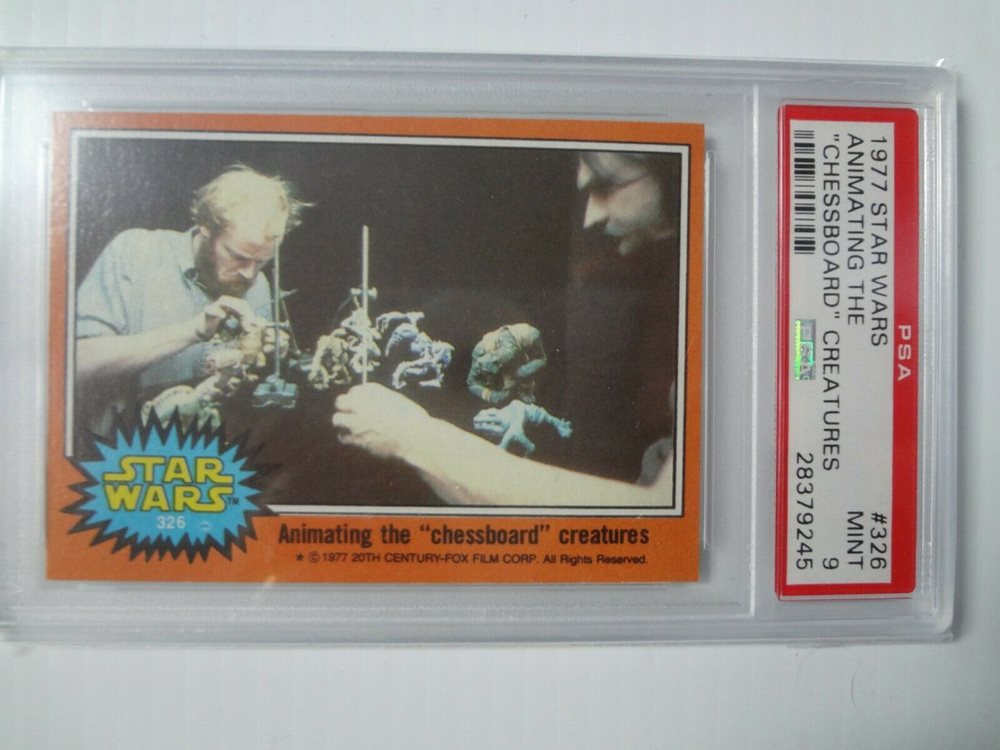 STAR
WARS™
326
Animating the "chessboard" creatures
★ © 1977 20TH CENTURY-FOX FILM CORP. All Rights Reserved.
PSA
1977 STAR WARS #326
ANIMATING THE MINT
"CHESSBOARD" CREATURES 9
28379245